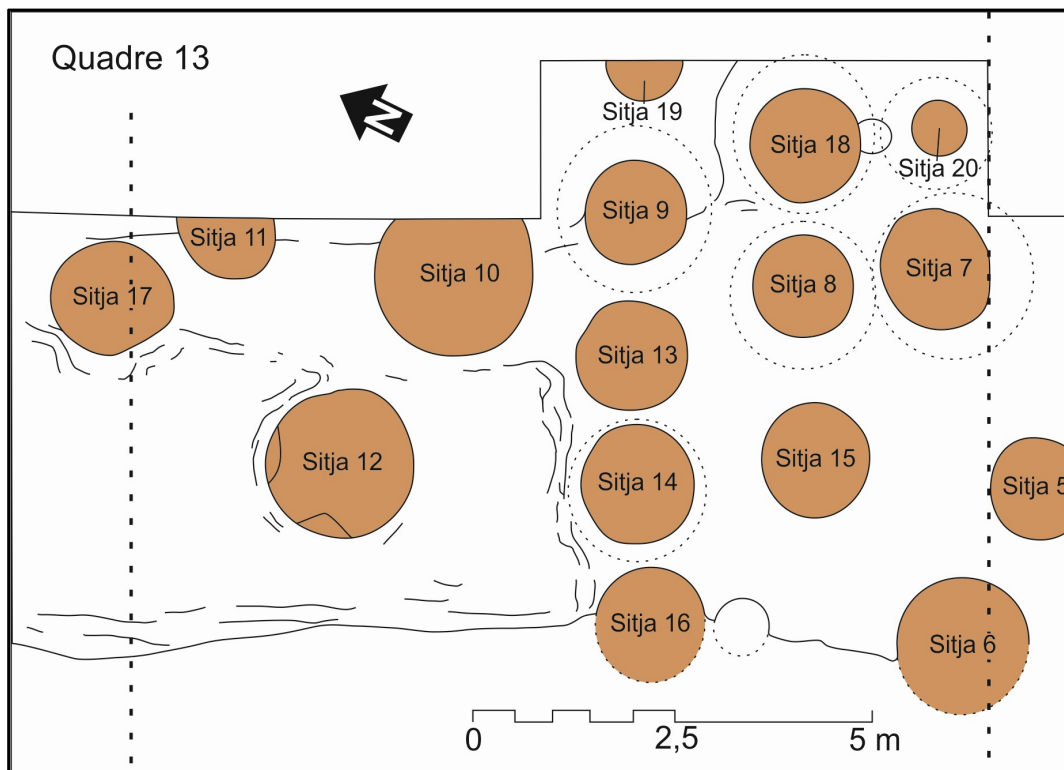 Quadre 13
N
Sitja 19
Sitja 18
Sitja 20
Sitja 9
Sitja 11
Sitja 10
Sitja 8
Sitja 7
Sitja 17
Sitja 13
Sitja 12
Sitja 14
Sitja 15
Sitja 5
Sitja 16
Sitja 6
0
2,5
5 m